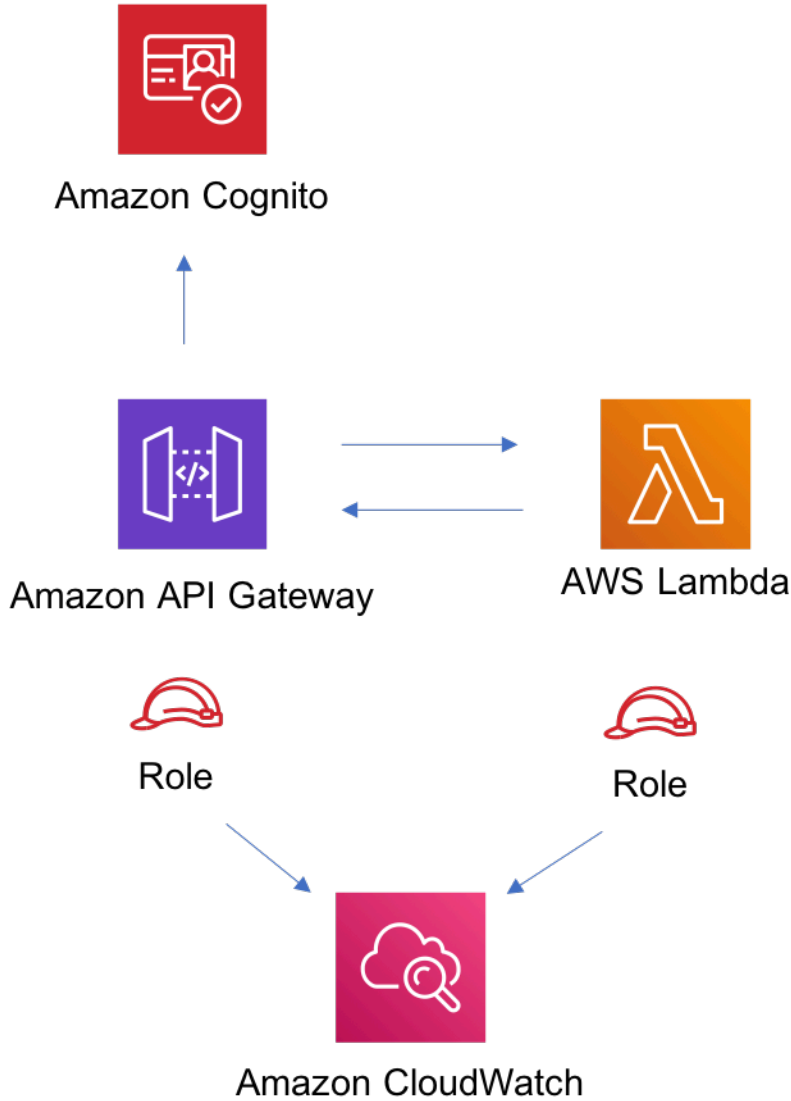 Amazon Cognito
</>
Amazon API Gateway
AWS Lambda
Role
Role
Amazon CloudWatch